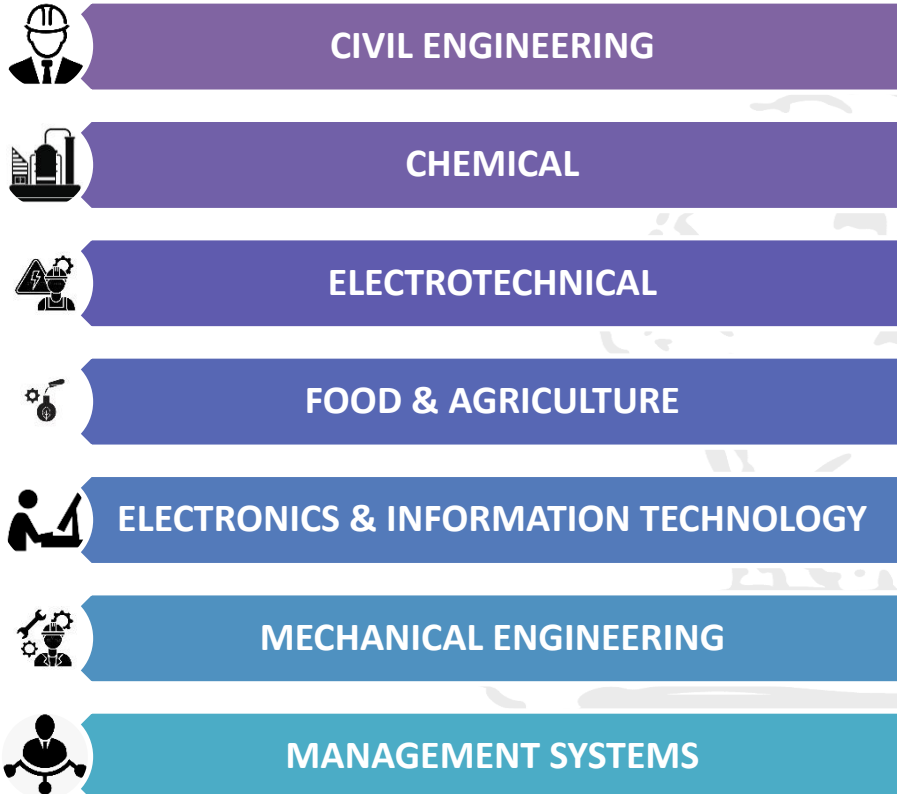 CIVIL ENGINEERING
CHEMICAL
ELECTROTECHNICAL
FOOD & AGRICULTURE
ELECTRONICS & INFORMATION TECHNOLOGY
MECHANICAL ENGINEERING
MANAGEMENT SYSTEMS